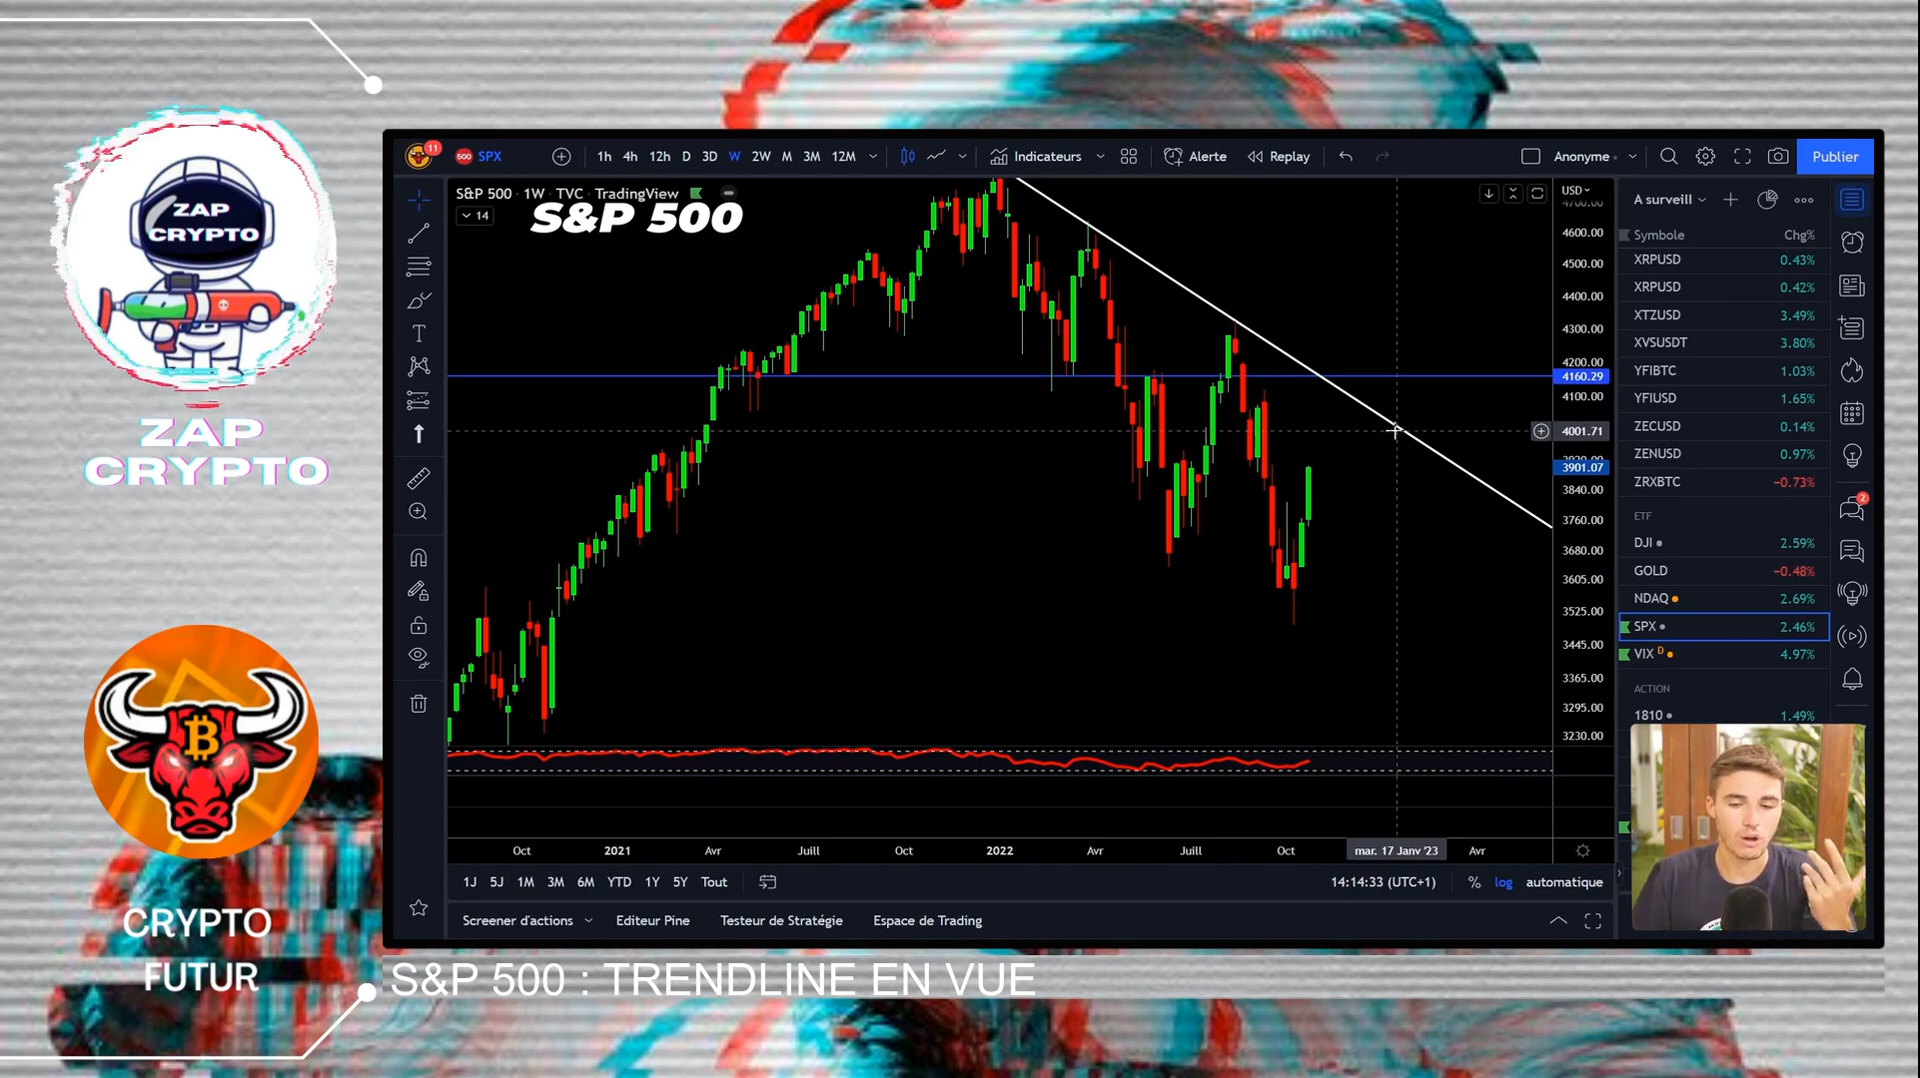 ZAP
CRYPTO
ZAP
CRYPTO
CRYPTO
FUTUR
11
500 SPX
1h 4h 12h D 3D W 2W M 3M 12M
Indicateurs
Alerte
Replay
Anonyme
Publier
S&P 500 · 1W · TVC · TradingView
14
S&P 500
USD
4600.00
4500.00
4400.00
4300.00
4200.00
4160.29
4100.00
4001.71
3901.07
3840.00
3760.00
3680.00
3605.00
3525.00
3445.00
3365.00
3295.00
3230.00
Oct 2021 Avr Juill Oct 2022 Avr Juill Oct mar. 17 Janv '23 Avr
1J 5J 1M 3M 6M YTD 1Y 5Y Tout
14:14:33 (UTC+1) % log automatique
Screener d'actions Editeur Pine Testeur de Stratégie Espace de Trading
A surveill
Symbole Chg%
XRPUSD 0.43%
XRPUSD 0.42%
XTZUSD 3.49%
XVSUSDT 3.80%
YFIBTC 1.03%
YFIUSD 1.65%
ZECUSD 0.14%
ZENUSD 0.97%
ZRXBTC −0.73%
ETF
DJI 2.59%
GOLD −0.48%
NDAQ 2.69%
SPX 2.46%
VIX D 4.97%
ACTION
1810 1.49%
2
S&P 500 : TRENDLINE EN VUE